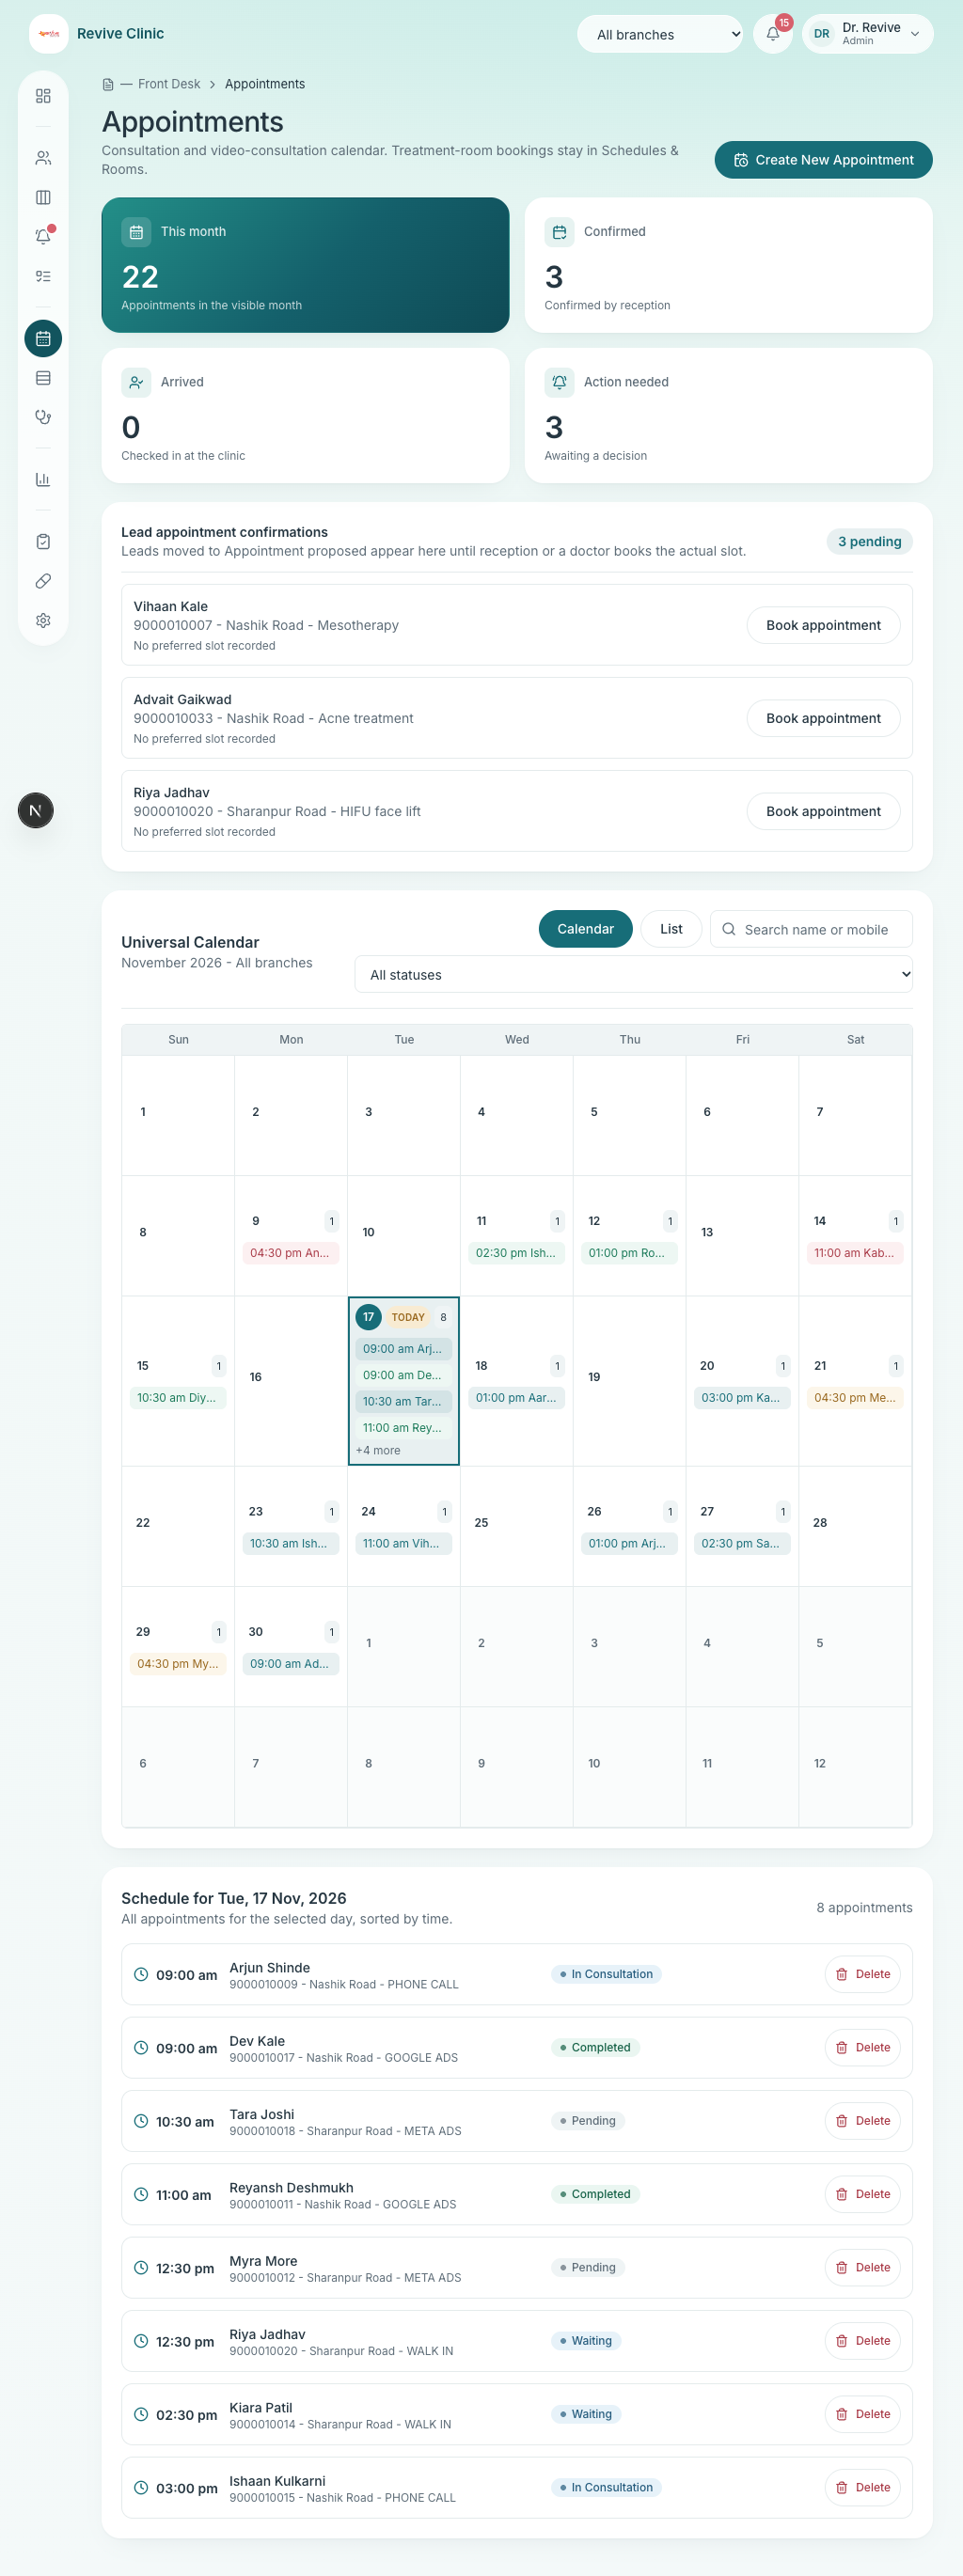 Revive Clinic
All branches
15
DR
Dr. Revive
Admin
— Front Desk > Appointments
Appointments
Consultation and video-consultation calendar. Treatment-room bookings stay in Schedules &
Rooms.
Create New Appointment
This month
22
Appointments in the visible month
Confirmed
3
Confirmed by reception
Arrived
0
Checked in at the clinic
Action needed
3
Awaiting a decision
Lead appointment confirmations
Leads moved to Appointment proposed appear here until reception or a doctor books the actual slot.
3 pending
Vihaan Kale
9000010007 - Nashik Road - Mesotherapy
No preferred slot recorded
Book appointment
Advait Gaikwad
9000010033 - Nashik Road - Acne treatment
No preferred slot recorded
Book appointment
Riya Jadhav
9000010020 - Sharanpur Road - HIFU face lift
No preferred slot recorded
Book appointment
N
Universal Calendar
November 2026 - All branches
Calendar
List
Search name or mobile
All statuses
Sun Mon Tue Wed Thu Fri Sat
1 2 3 4 5 6 7
8
9 1
04:30 pm An...
10
11 1
02:30 pm Ish...
12 1
01:00 pm Ro...
13
14 1
11:00 am Kab...
15 1
10:30 am Diy...
16
17 TODAY 8
09:00 am Arj...
09:00 am De...
10:30 am Tar...
11:00 am Rey...
+4 more
18 1
01:00 pm Aar...
19
20 1
03:00 pm Ka...
21 1
04:30 pm Me...
22
23 1
10:30 am Ish...
24 1
11:00 am Vih...
25
26 1
01:00 pm Arj...
27 1
02:30 pm Sa...
28
29 1
04:30 pm My...
30 1
09:00 am Ad...
1 2 3 4 5
6 7 8 9 10 11 12
Schedule for Tue, 17 Nov, 2026
All appointments for the selected day, sorted by time.
8 appointments
09:00 am
Arjun Shinde
9000010009 - Nashik Road - PHONE CALL
In Consultation
Delete
09:00 am
Dev Kale
9000010017 - Nashik Road - GOOGLE ADS
Completed
Delete
10:30 am
Tara Joshi
9000010018 - Sharanpur Road - META ADS
Pending
Delete
11:00 am
Reyansh Deshmukh
9000010011 - Nashik Road - GOOGLE ADS
Completed
Delete
12:30 pm
Myra More
9000010012 - Sharanpur Road - META ADS
Pending
Delete
12:30 pm
Riya Jadhav
9000010020 - Sharanpur Road - WALK IN
Waiting
Delete
02:30 pm
Kiara Patil
9000010014 - Sharanpur Road - WALK IN
Waiting
Delete
03:00 pm
Ishaan Kulkarni
9000010015 - Nashik Road - PHONE CALL
In Consultation
Delete